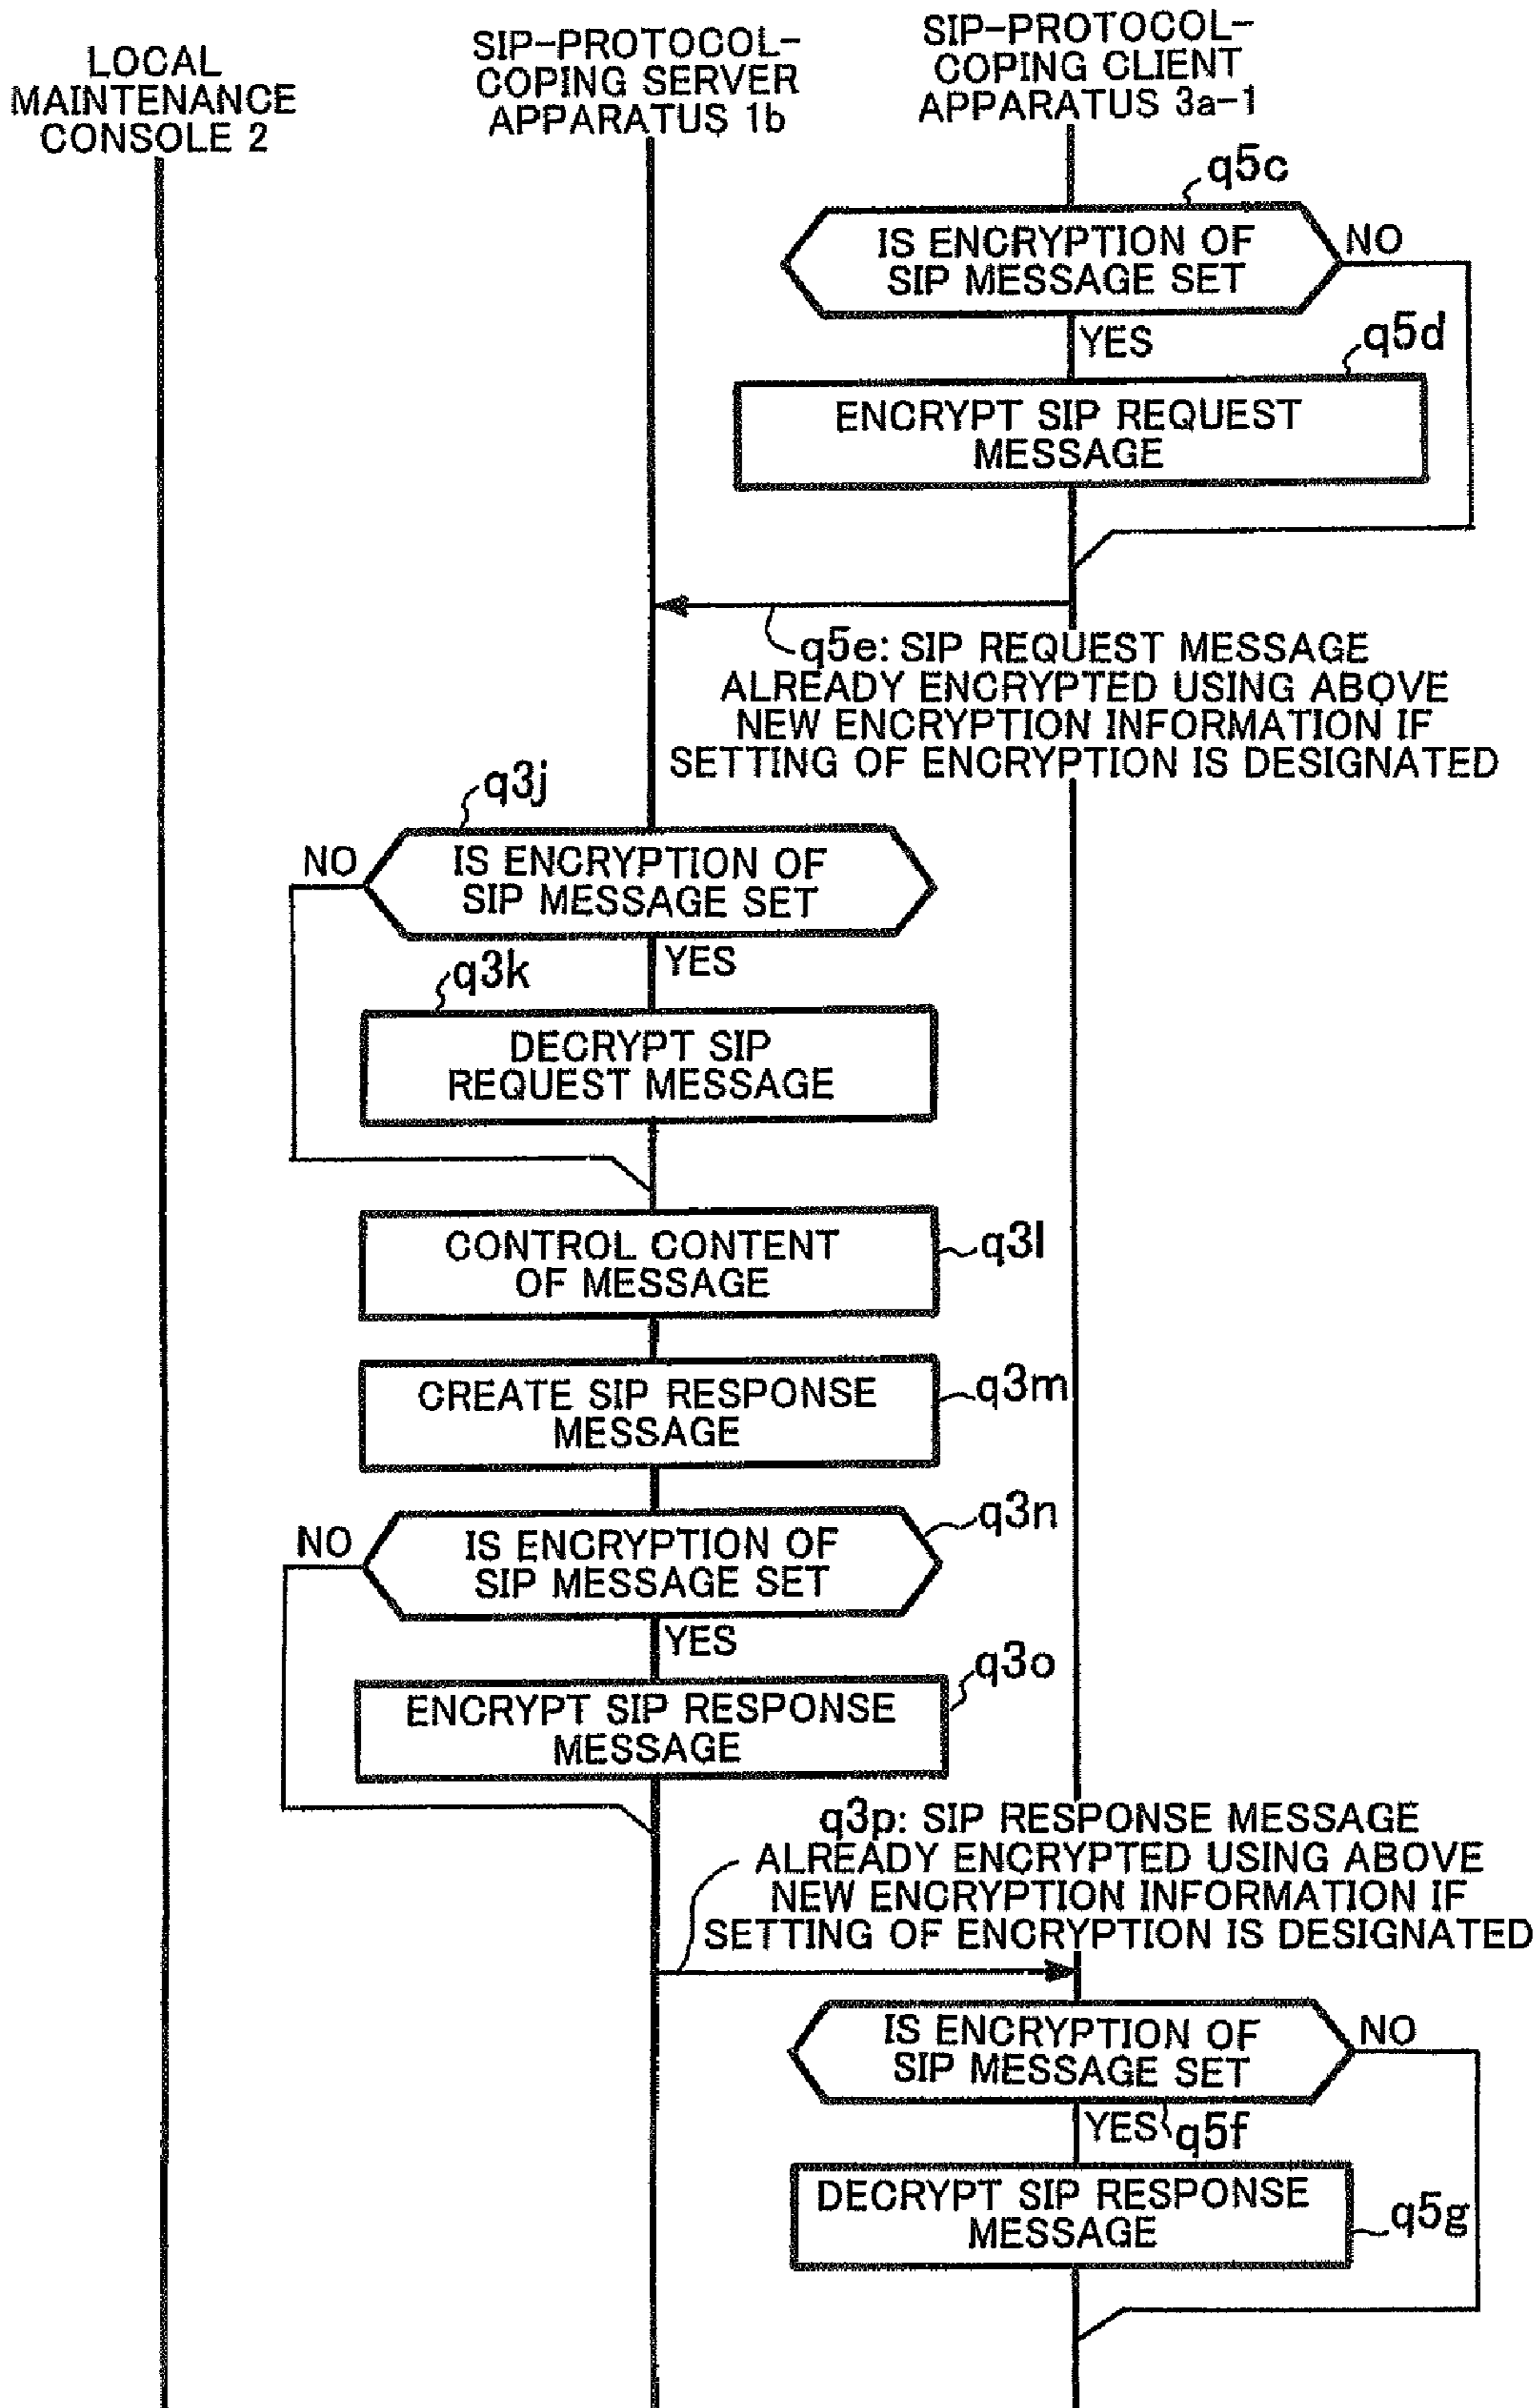 LOCAL
MAINTENANCE
CONSOLE 2
SIP-PROTOCOL-
COPING SERVER
APPARATUS 1b
SIP-PROTOCOL-
COPING CLIENT
APPARATUS 3a-1
q5c
IS ENCRYPTION OF
SIP MESSAGE SET
NO
YES
q5d
ENCRYPT SIP REQUEST
MESSAGE
q5e: SIP REQUEST MESSAGE
ALREADY ENCRYPTED USING ABOVE
NEW ENCRYPTION INFORMATION IF
SETTING OF ENCRYPTION IS DESIGNATED
q3j
NO
IS ENCRYPTION OF
SIP MESSAGE SET
YES
q3k
DECRYPT SIP
REQUEST MESSAGE
CONTROL CONTENT
OF MESSAGE
q3l
CREATE SIP RESPONSE
MESSAGE
q3m
q3n
NO
IS ENCRYPTION OF
SIP MESSAGE SET
YES
q3o
ENCRYPT SIP RESPONSE
MESSAGE
q3p: SIP RESPONSE MESSAGE
ALREADY ENCRYPTED USING ABOVE
NEW ENCRYPTION INFORMATION IF
SETTING OF ENCRYPTION IS DESIGNATED
IS ENCRYPTION OF
SIP MESSAGE SET
NO
YES
q5f
DECRYPT SIP RESPONSE
MESSAGE
q5g